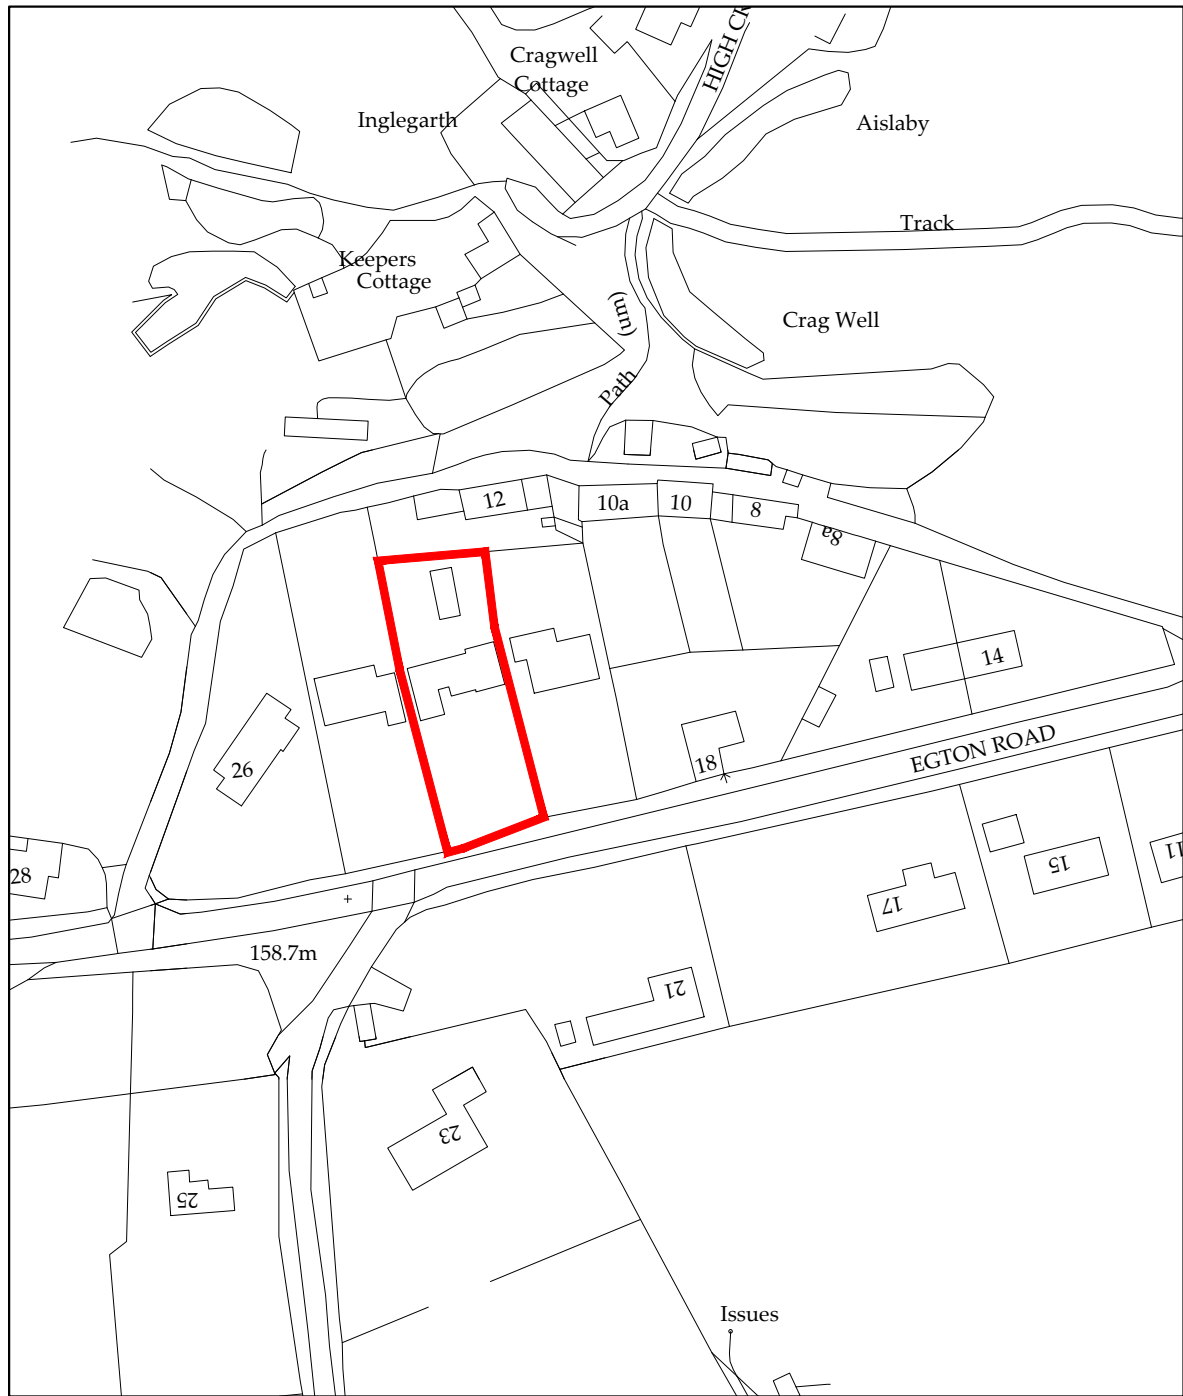 HIGH CR
Cragwell
Cottage
Inglegarth
Aislaby
Track
Keepers
Cottage
(um)
Crag Well
Path
12
10a
10
8
8a
14
18
EGTON ROAD
26
28
17
15
11
158.7m
21
23
25
Issues